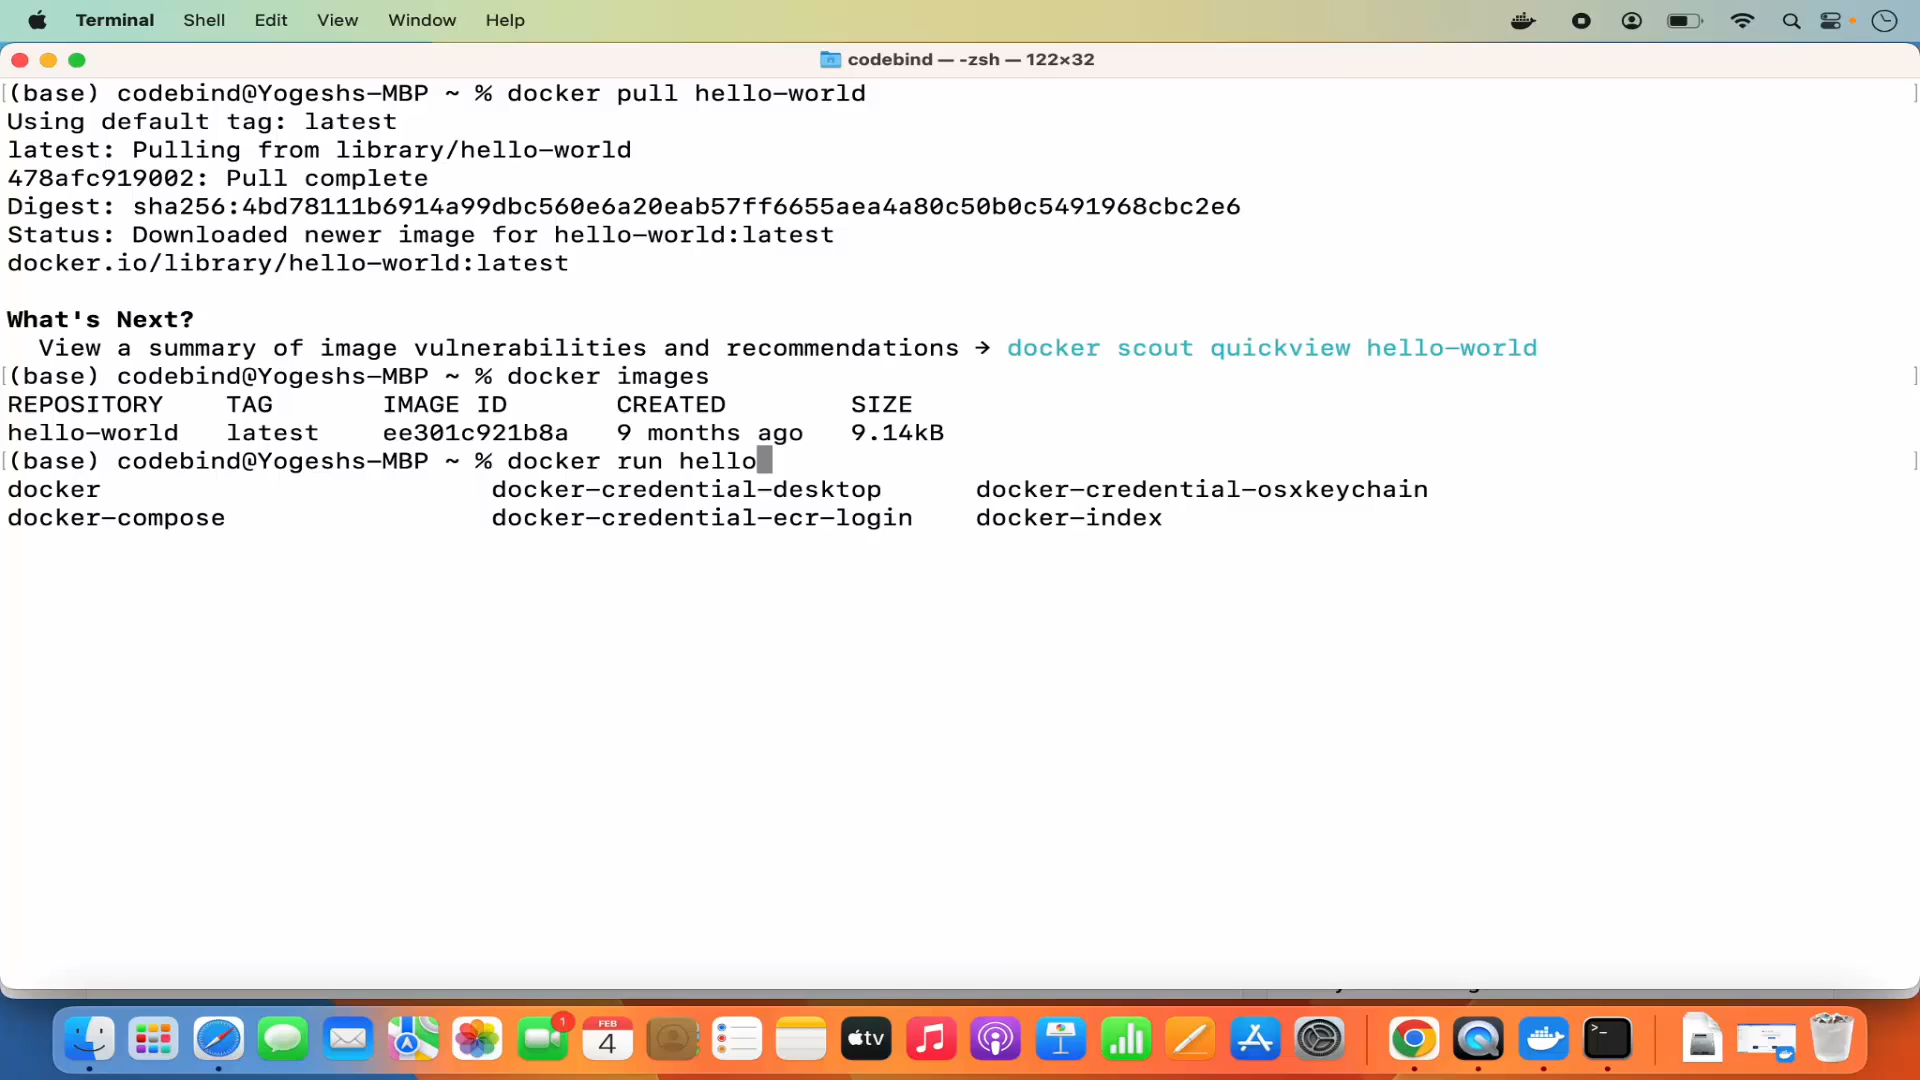 Terminal Shell Edit View Window Help
codebind — -zsh — 122×32
(base) codebind@Yogeshs-MBP ~ % docker pull hello-world
Using default tag: latest
latest: Pulling from library/hello-world
478afc919002: Pull complete
Digest: sha256:4bd78111b6914a99dbc560e6a20eab57ff6655aea4a80c50b0c5491968cbc2e6
Status: Downloaded newer image for hello-world:latest
docker.io/library/hello-world:latest
What's Next?
View a summary of image vulnerabilities and recommendations → docker scout quickview hello-world
(base) codebind@Yogeshs-MBP ~ % docker images
REPOSITORY TAG IMAGE ID CREATED SIZE
hello-world latest ee301c921b8a 9 months ago 9.14kB
(base) codebind@Yogeshs-MBP ~ % docker run hello
docker docker-credential-desktop docker-credential-osxkeychain
docker-compose docker-credential-ecr-login docker-index
1
FEB
4
tv
>_